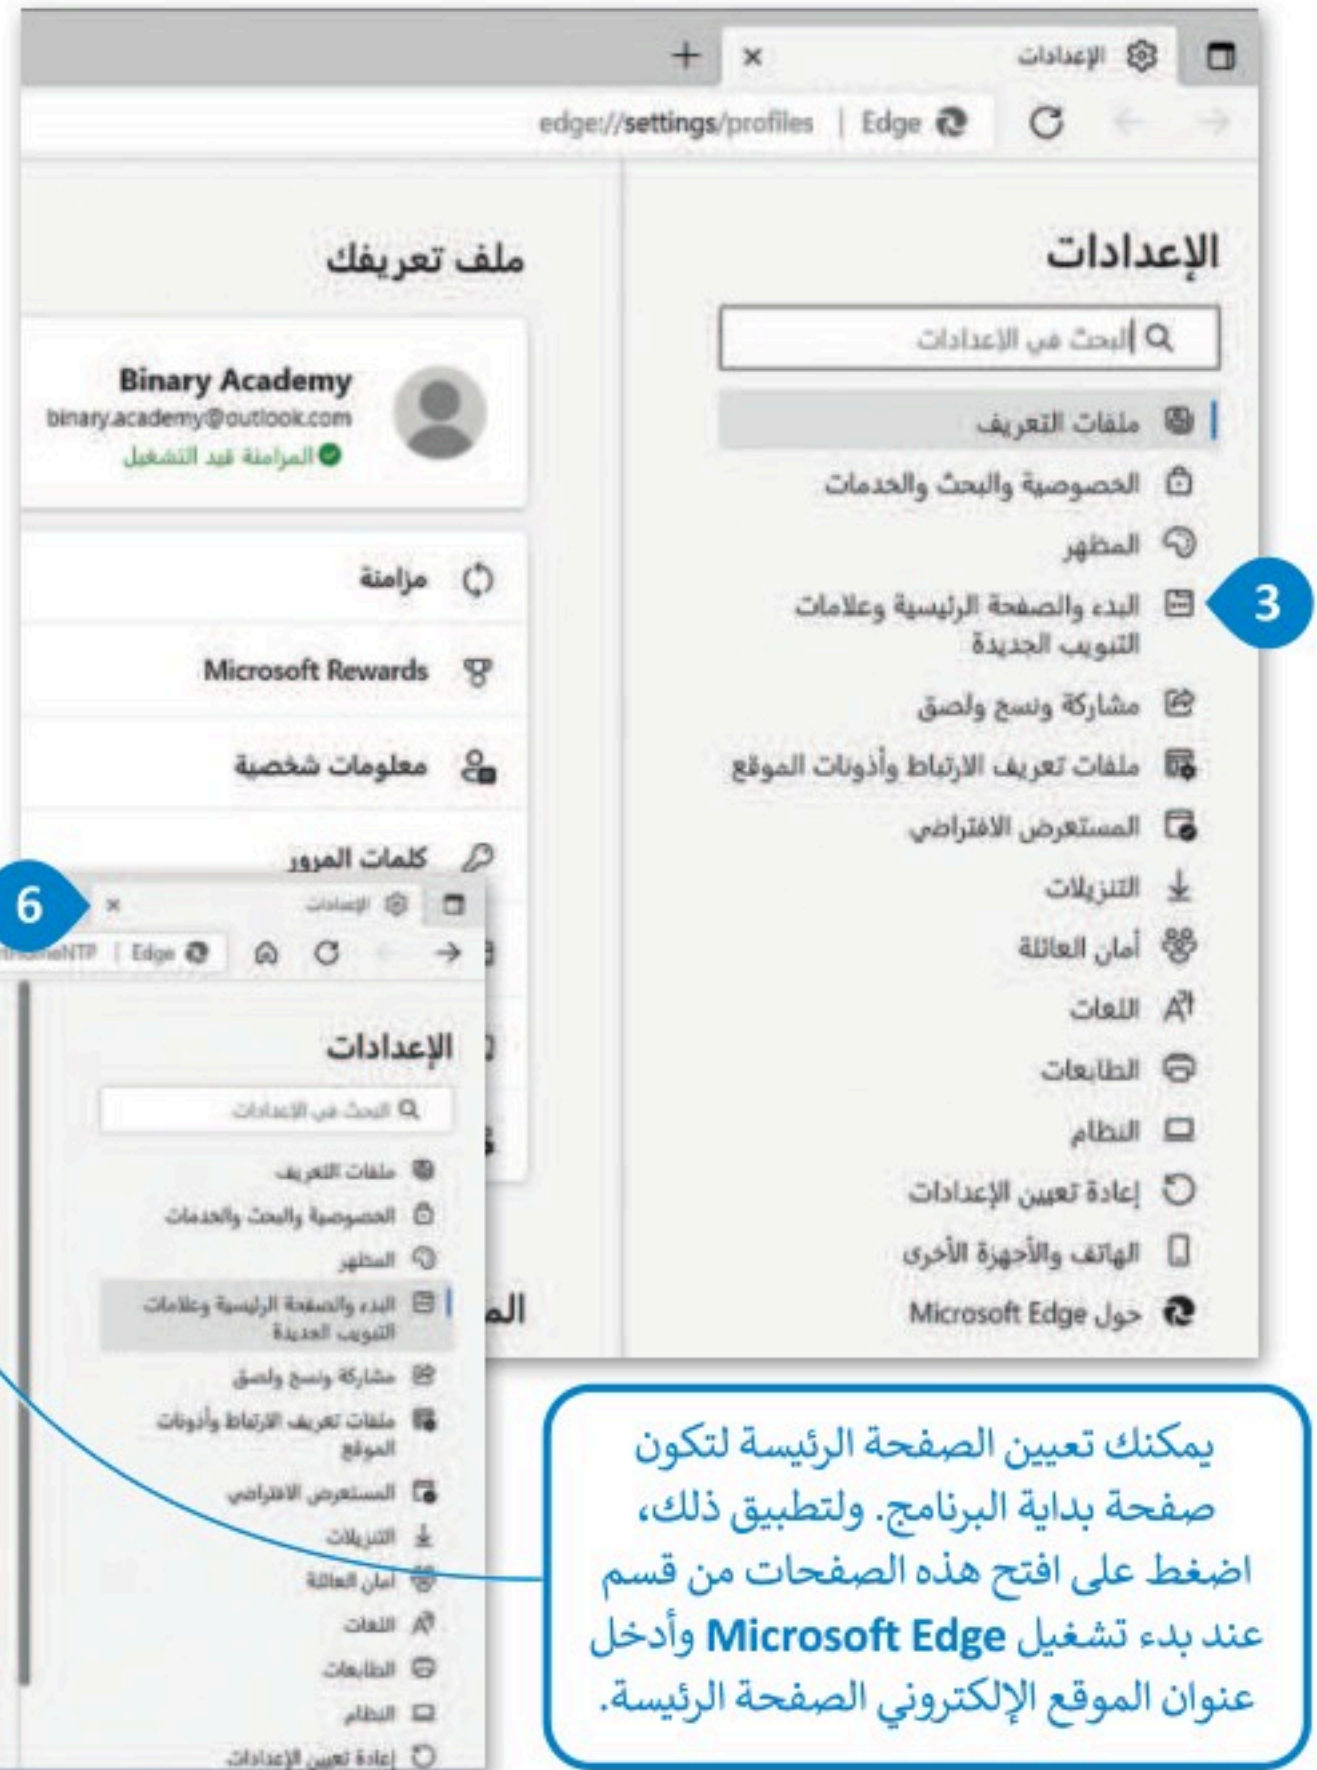 الإعدادات
edge://settings/profiles | Edge
الإعدادات
البحث في الإعدادات
ملفات التعريف
الخصوصية والبحث والخدمات
المظهر
3
البدء والصفحة الرئيسية وعلامات
التبويب الجديدة
مشاركة ونسخ ولصق
ملفات تعريف الارتباط وأذونات الموقع
المستعرض الافتراضي
التنزيلات
أمان العائلة
اللغات
الطابعات
النظام
إعادة تعيين الإعدادات
الهاتف والأجهزة الأخرى
حول Microsoft Edge
ملف تعريفك
Binary Academy
binary.academy@outlook.com
المزامنة قيد التشغيل
مزامنة
Microsoft Rewards
معلومات شخصية
كلمات المرور
6
الإعدادات
Edge
الإعدادات
البحث في الإعدادات
ملفات التعريف
الخصوصية والبحث والخدمات
المظهر
البدء والصفحة الرئيسية وعلامات
التبويب الجديدة
مشاركة ونسخ ولصق
ملفات تعريف الارتباط وأذونات
الموقع
المستعرض الافتراضي
التنزيلات
أمان العائلة
اللغات
الطابعات
النظام
إعادة تعيين الإعدادات
يمكنك تعيين الصفحة الرئيسة لتكون
صفحة بداية البرنامج. ولتطبيق ذلك،
اضغط على افتح هذه الصفحات من قسم
عند بدء تشغيل Microsoft Edge وأدخل
عنوان الموقع الإلكتروني الصفحة الرئيسة.